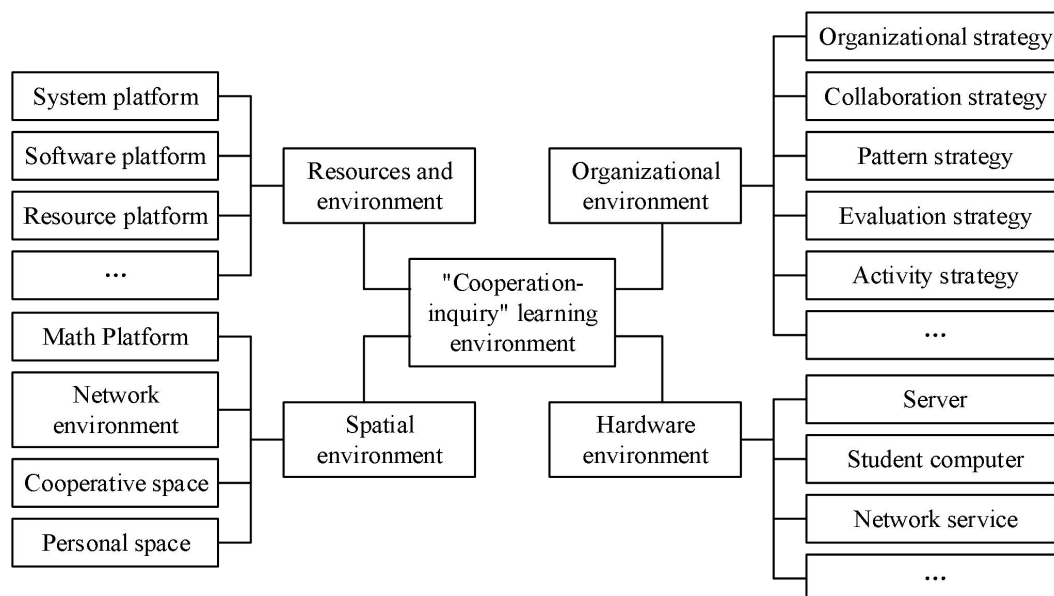 System platform
Software platform
Resource platform
...
Resources and
environment
Math Platform
Network
environment
Cooperative space
Personal space
Spatial
environment
"Cooperation-
inquiry" learning
environment
Organizational
environment
Organizational strategy
Collaboration strategy
Pattern strategy
Evaluation strategy
Activity strategy
...
Hardware
environment
Server
Student computer
Network service
...